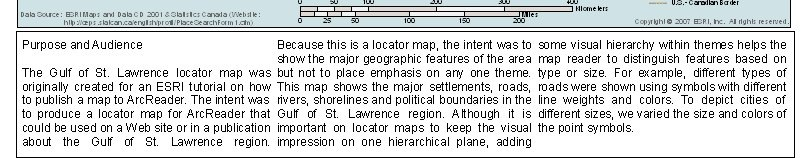 0 50 100 200 300 400
Kilometers
Miles
0 25 50 100 150 200
U.S. - Canadian Border
Data Source: ESRI Maps and Data CD 2001 & Statistics Canada (Website:
http://ceps.statcan.ca/english/profil/PlaceSearchForm1.cfm)
Copyright © 2007 ESRI, Inc. All rights reserved.
Purpose and Audience
The Gulf of St. Lawrence locator map was
originally created for an ESRI tutorial on how
to publish a map to ArcReader. The intent was
to produce a locator map for ArcReader that
could be used on a Web site or in a publication
about the Gulf of St. Lawrence region.
Because this is a locator map, the intent was to
show the major geographic features of the area
but not to place emphasis on any one theme.
This map shows the major settlements, roads,
rivers, shorelines and political boundaries in the
Gulf of St. Lawrence region. Although it is
important on locator maps to keep the visual
impression on one hierarchical plane, adding
some visual hierarchy within themes helps the
map reader to distinguish features based on
type or size. For example, different types of
roads were shown using symbols with different
line weights and colors. To depict cities of
different sizes, we varied the size and colors of
the point symbols.